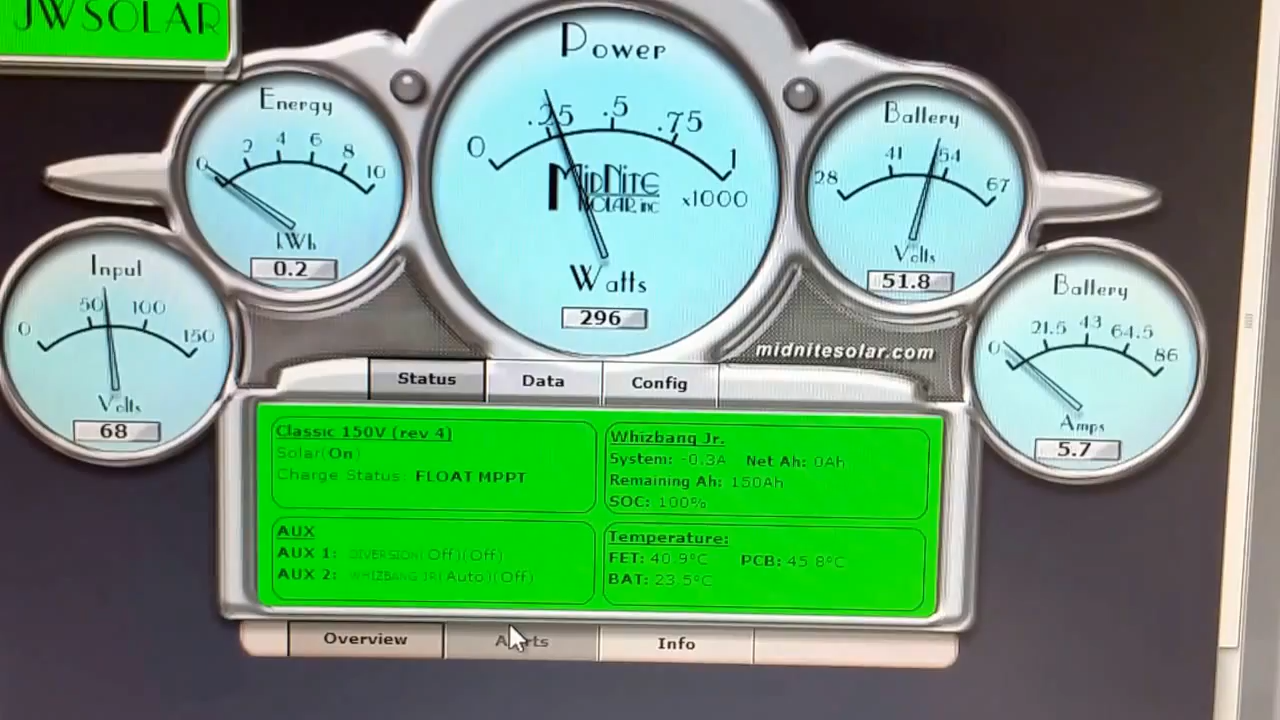 JW SOLAR
Energy
0 2 4 6 8 10
kWh
0.2
Power
0 .25 .5 .75 1
x1000
MidNite
SOLAR, INC
Watts
296
Battery
28 41 54 67
Volts
51.8
Input
0 50 100 150
Volts
68
Battery
0 21.5 43 64.5 86
Amps
5.7
midnitesolar.com
Status Data Config
Classic 150V (rev 4)
Solar(On)
Charge Status: FLOAT MPPT
Whizbang Jr.
System: -0.3A Net Ah: 0Ah
Remaining Ah: 150Ah
SOC: 100%
AUX
AUX 1: DIVERSION( Off)(Off)
AUX 2: WHIZBANG JR( Auto )(Off)
Temperature:
FET: 40.9°C PCB: 45.8°C
BAT: 23.5°C
Overview Alerts Info